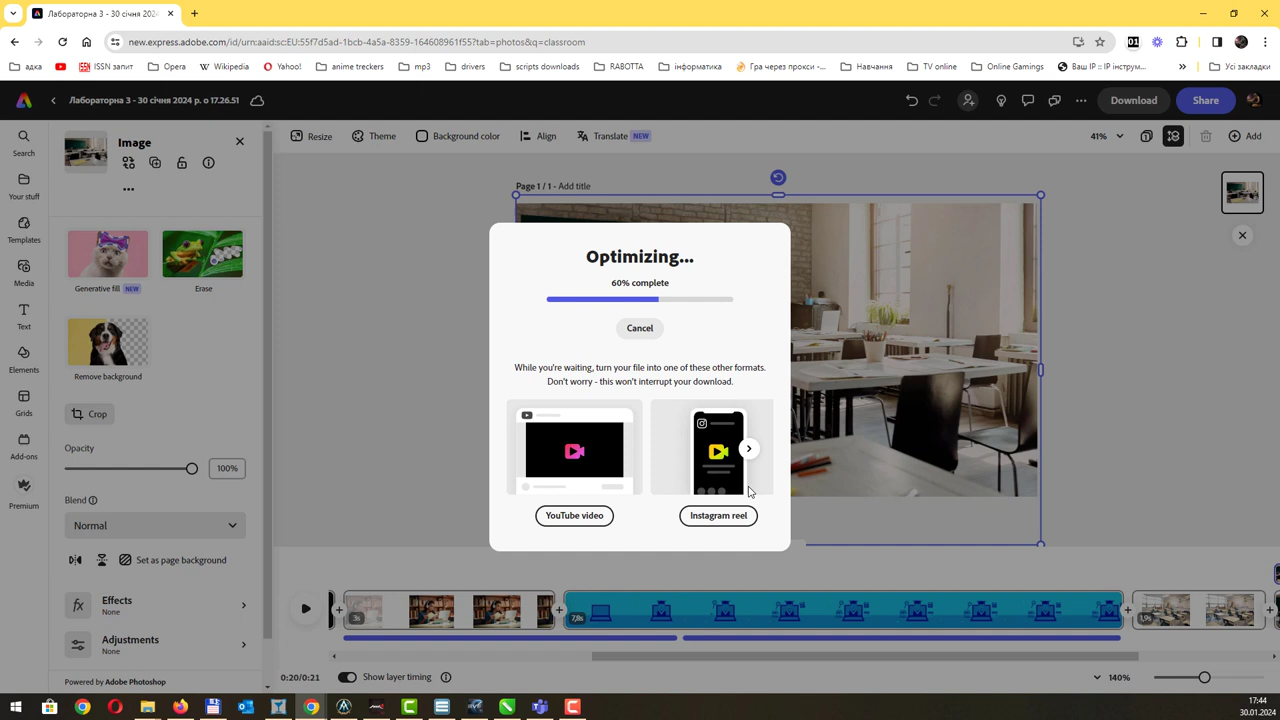 Лабораторна 3 - 30 січня 2024 р
new.express.adobe.com/id/urn:aaid:sc:EU:55f7d5ad-1bcb-4a5a-8359-164608961f55?tab=photos&q=classroom
адка
ISSN запит
Opera
Wikipedia
Yahoo!
anime treckers
mp3
drivers
scripts downloads
RABOTTA
інформатика
Гра через прокси -...
Навчання
TV online
Online Gamings
Ваш IP :: IP інструм...
Усі закладки
Лабораторна 3 - 30 січня 2024 р. о 17.26.51
Download
Share
Search
Your stuff
Templates
Media
Text
Elements
Grids
Add-ons
Premium
Image
Generative fill NEW
Erase
Remove background
Crop
Opacity
100%
Blend
Normal
Set as page background
Effects
None
Adjustments
None
Powered by Adobe Photoshop
Resize
Theme
Background color
Align
Translate NEW
41%
Add
Page 1 / 1 - Add title
Optimizing...
60% complete
Cancel
While you're waiting, turn your file into one of these other formats.
Don't worry - this won't interrupt your download.
YouTube video
Instagram reel
3s
7,8s
1,9s
0:20/0:21
Show layer timing
140%
17:44
30.01.2024